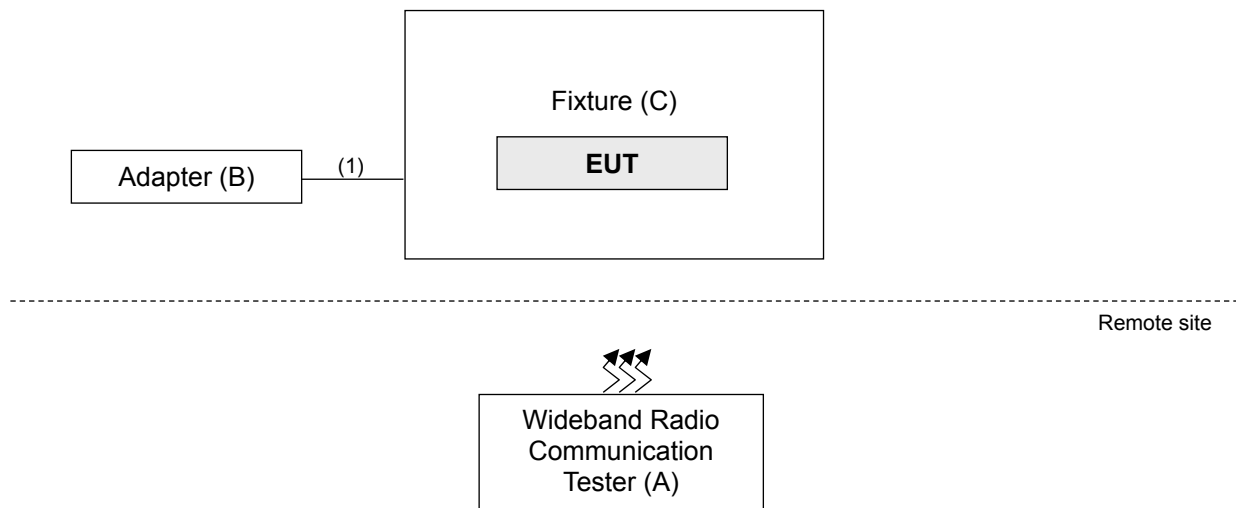 Fixture (C)
EUT
Adapter (B)
(1)
Remote site
Wideband Radio
Communication
Tester (A)